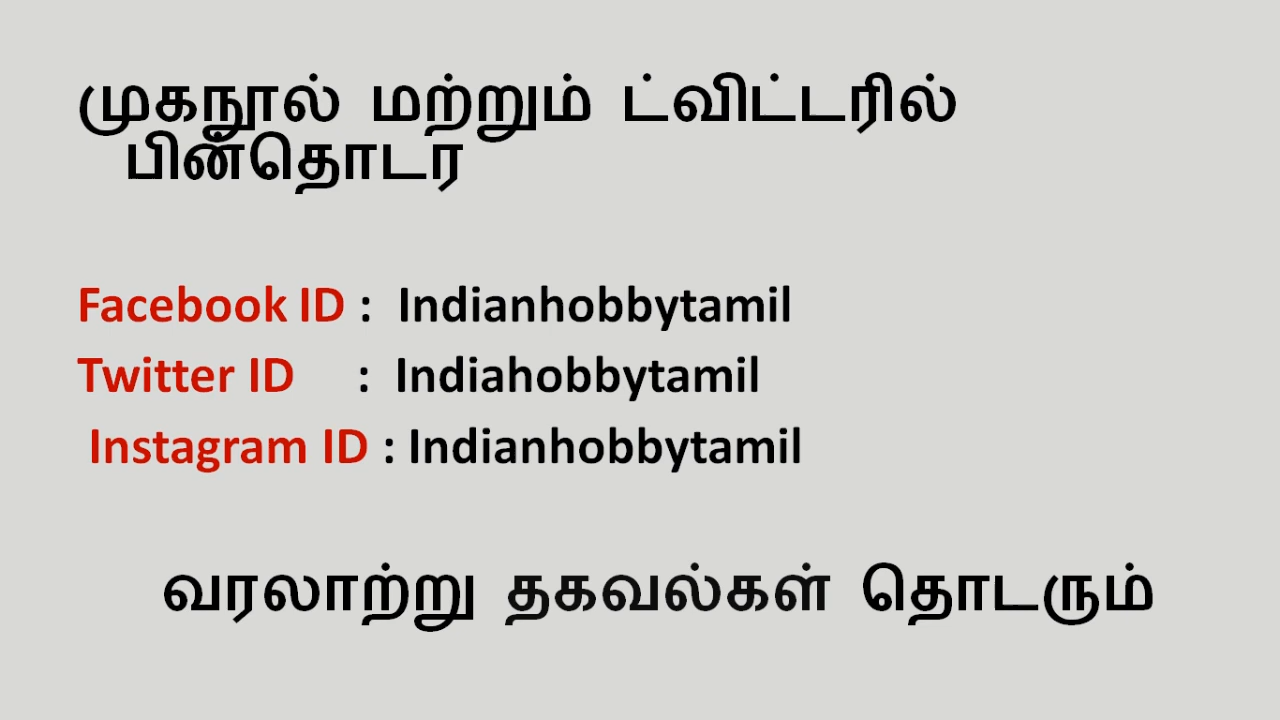 முகநூல் மற்றும் ட்விட்டரில்
பின்தொடர
Facebook ID : Indianhobbytamil
Twitter ID : Indiahobbytamil
Instagram ID : Indianhobbytamil
வரலாற்று தகவல்கள் தொடரும்